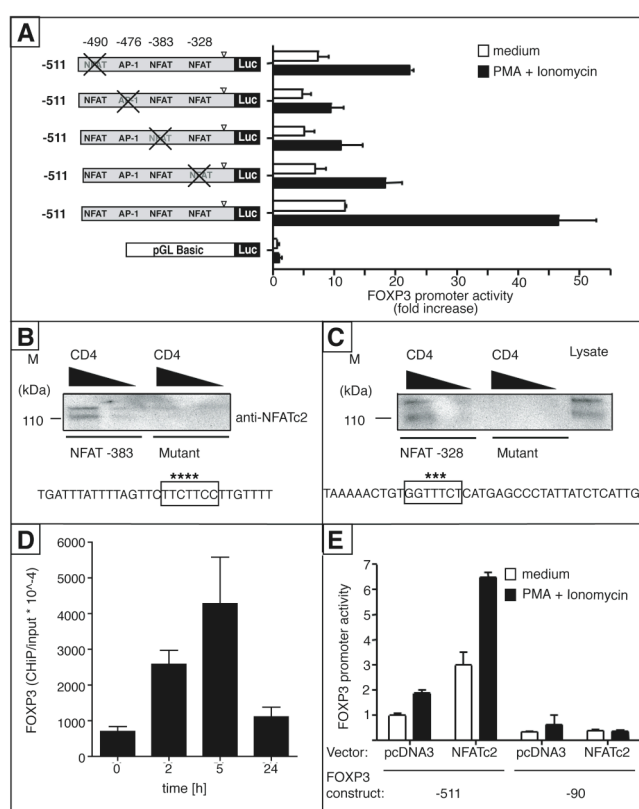 A
-490 -476 -383 -328
-511 NFAT AP-1 NFAT NFAT Luc
-511 NFAT AP-1 NFAT NFAT Luc
-511 NFAT AP-1 NFAT NFAT Luc
-511 NFAT AP-1 NFAT NFAT Luc
-511 NFAT AP-1 NFAT NFAT Luc
pGL Basic Luc
medium
PMA + Ionomycin
0 10 20 30 40 50
FOXP3 promoter activity
(fold increase)
B
M CD4 CD4
(kDa)
110
anti-NFATc2
NFAT -383 Mutant
****
TGATTTATTTTAGTTCTTCTTCCTTGTTTT
C
M CD4 CD4 Lysate
(kDa)
110
NFAT -328 Mutant
***
TAAAAACTGTGGTTTCTCATGAGCCCTATTATCTCATTG
D
FOXP3 (CHiP/input * 10^-4)
6000
5000
4000
3000
2000
1000
0
0 2 5 24
time [h]
E
medium
PMA + Ionomycin
FOXP3 promoter activity
7
6
5
4
3
2
1
Vector: pcDNA3 NFATc2 pcDNA3 NFATc2
FOXP3
construct: -511 -90